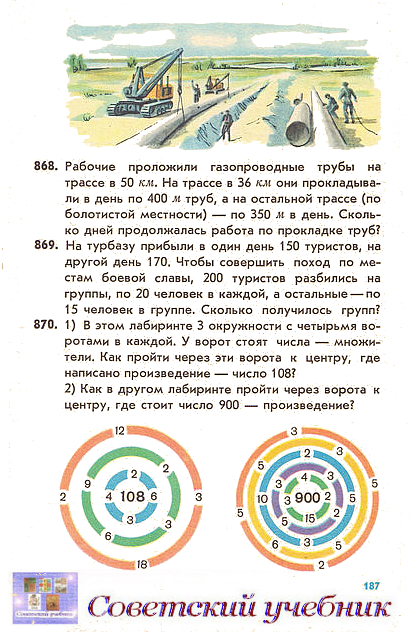 868. Рабочие проложили газопроводные трубы на
трассе в 50 км. На трассе в 36 км они прокладыва-
ли в день по 400 м труб, а на остальной трассе (по
болотистой местности) — по 350 м в день. Сколь-
ко дней продолжалась работа по прокладке труб?
869. На турбазу прибыли в один день 150 туристов, на
другой день 170. Чтобы совершить поход по ме-
стам боевой славы, 200 туристов разбились на
группы, по 20 человек в каждой, а остальные — по
15 человек в группе. Сколько получилось групп?
870. 1) В этом лабиринте 3 окружности с четырьмя во-
ротами в каждой. У ворот стоят числа — множи-
тели. Как пройти через эти ворота к центру, где
написано произведение — число 108?
2) Как в другом лабиринте пройти через ворота к
центру, где стоит число 900 — произведение?
12
9 2
2
2 4 108 6 3
3
6 3
18
3
5 5
2
3 4 3
5 10 900 2 5 3
15
2 2
3
5 2
3
187
Советский учебник
Советский учебник